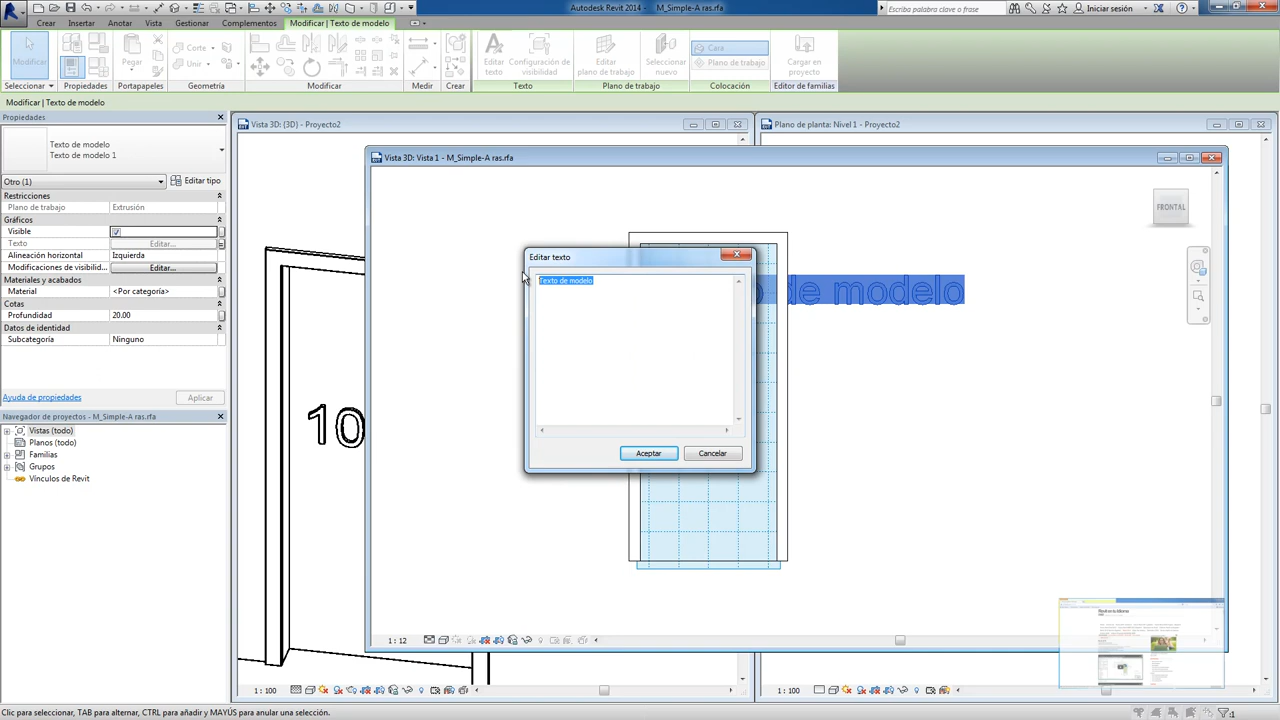 Autodesk Revit 2014 - M_Simple-A ras.rfa
Escriba palabra clave o frase
Iniciar sesión
Crear Insertar Anotar Vista Gestionar Complementos Modificar | Texto de modelo
Modificar
Pegar
Corte
Unir
Editar texto
Configuración de visibilidad
Editar plano de trabajo
Seleccionar nuevo
Cara
Plano de trabajo
Cargar en proyecto
Seleccionar Propiedades Portapapeles Geometría Modificar Medir Crear Texto Plano de trabajo Colocación Editor de familias
Modificar | Texto de modelo
Propiedades
Texto de modelo
Texto de modelo 1
Otro (1)
Editar tipo
Restricciones
Plano de trabajo Extrusión
Gráficos
Visible
Texto Editar...
Alineación horizontal Izquierda
Modificaciones de visibilid... Editar...
Materiales y acabados
Material <Por categoría>
Cotas
Profundidad 20.00
Datos de identidad
Subcategoría Ninguno
Ayuda de propiedades
Aplicar
Navegador de proyectos - M_Simple-A ras.rfa
Vistas (todo)
Planos (todo)
Familias
Grupos
Vínculos de Revit
Vista 3D: {3D} - Proyecto2
Plano de planta: Nivel 1 - Proyecto2
Vista 3D: Vista 1 - M_Simple-A ras.rfa
FRONTAL
Editar texto
Texto de modelo
Aceptar
Cancelar
de modelo
10
1 : 12
1 : 100
1 : 100
Clic para seleccionar, TAB para alternar, CTRL para añadir y MAYÚS para anular una selección.
:1